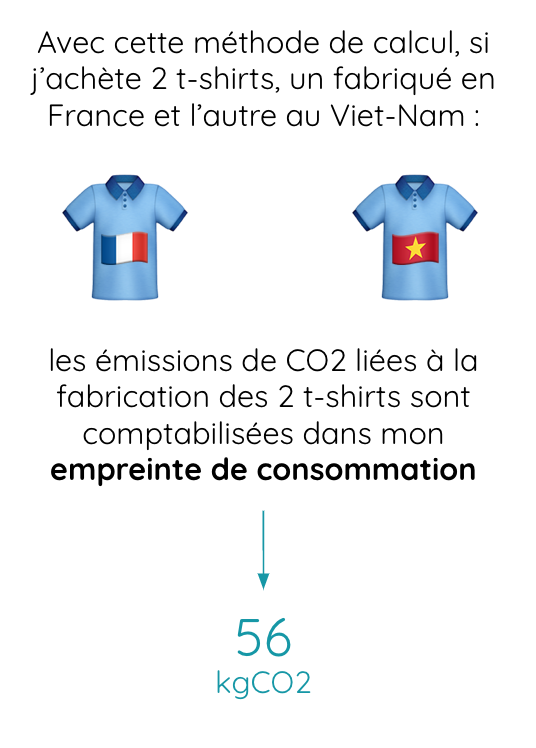 Avec cette méthode de calcul, si
j'achète 2 t-shirts, un fabriqué en
France et l'autre au Viet-Nam :
les émissions de CO2 liées à la
fabrication des 2 t-shirts sont
comptabilisées dans mon
empreinte de consommation
56
kgCO2